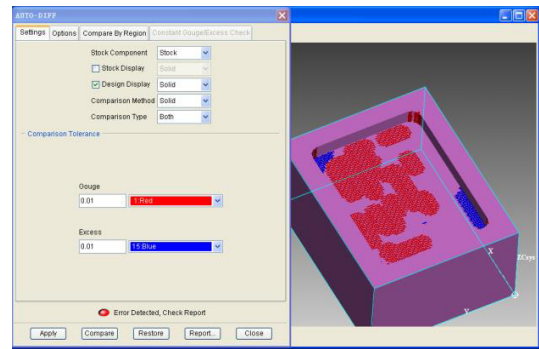 AUTO-DIFF
Settings Options Compare By Region Constant Gouge/Excess Check
Stock Component Stock
Stock Display Solid
Design Display Solid
Comparison Method Solid
Comparison Type Both
Comparison Tolerance
Gouge
0.01 1:Red
Excess
0.01 15:Blue
Error Detected, Check Report
Apply Compare Restore Report... Close
X
ZCsys
Y